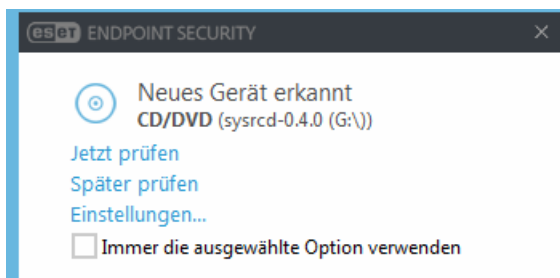 eset ENDPOINT SECURITY
Neues Gerät erkannt
CD/DVD (sysrcd-0.4.0 (G:\))
Jetzt prüfen
Später prüfen
Einstellungen...
Immer die ausgewählte Option verwenden